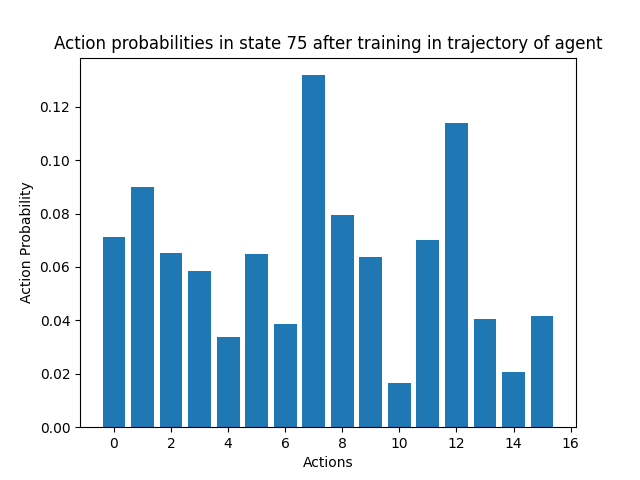 Action probabilities in state 75 after training in trajectory of agent
Action Probability
0.12
0.10
0.08
0.06
0.04
0.02
0.00
0 2 4 6 8 10 12 14 16
Actions